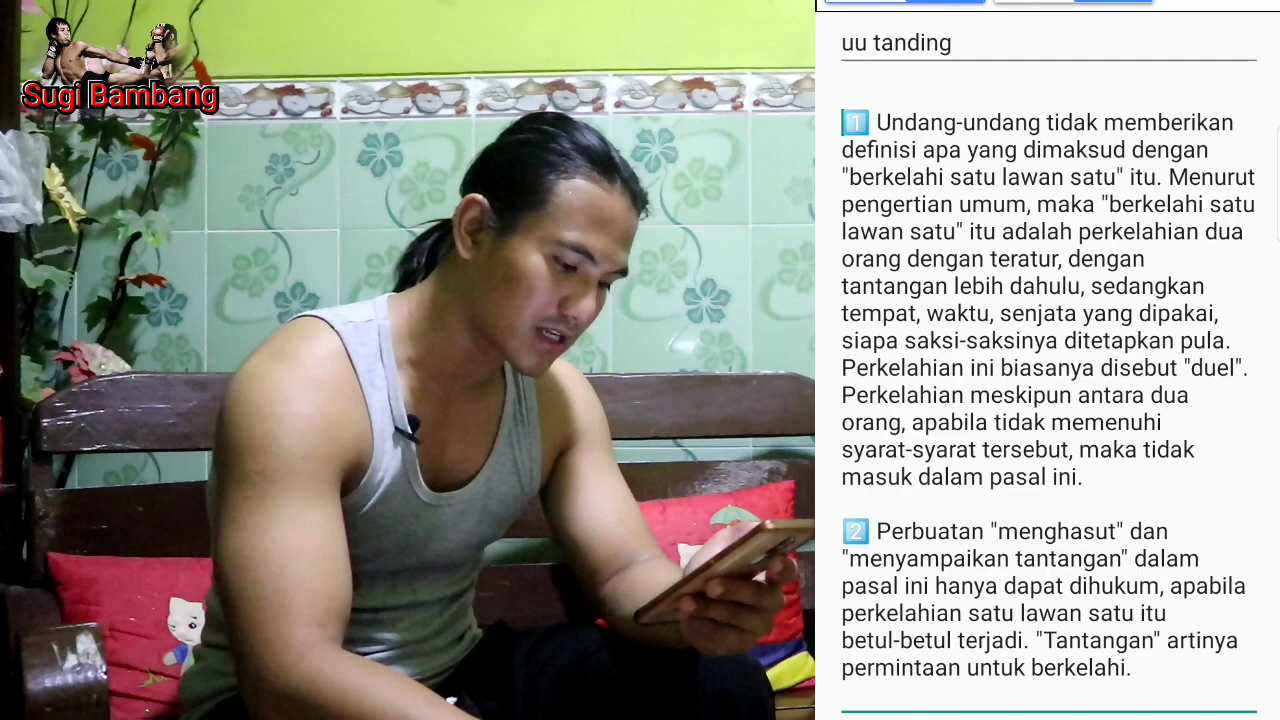 Sugi Bambang
uu tanding
1 Undang-undang tidak memberikan
definisi apa yang dimaksud dengan
"berkelahi satu lawan satu" itu. Menurut
pengertian umum, maka "berkelahi satu
lawan satu" itu adalah perkelahian dua
orang dengan teratur, dengan
tantangan lebih dahulu, sedangkan
tempat, waktu, senjata yang dipakai,
siapa saksi-saksinya ditetapkan pula.
Perkelahian ini biasanya disebut "duel".
Perkelahian meskipun antara dua
orang, apabila tidak memenuhi
syarat-syarat tersebut, maka tidak
masuk dalam pasal ini.
2 Perbuatan "menghasut" dan
"menyampaikan tantangan" dalam
pasal ini hanya dapat dihukum, apabila
perkelahian satu lawan satu itu
betul-betul terjadi. "Tantangan" artinya
permintaan untuk berkelahi.